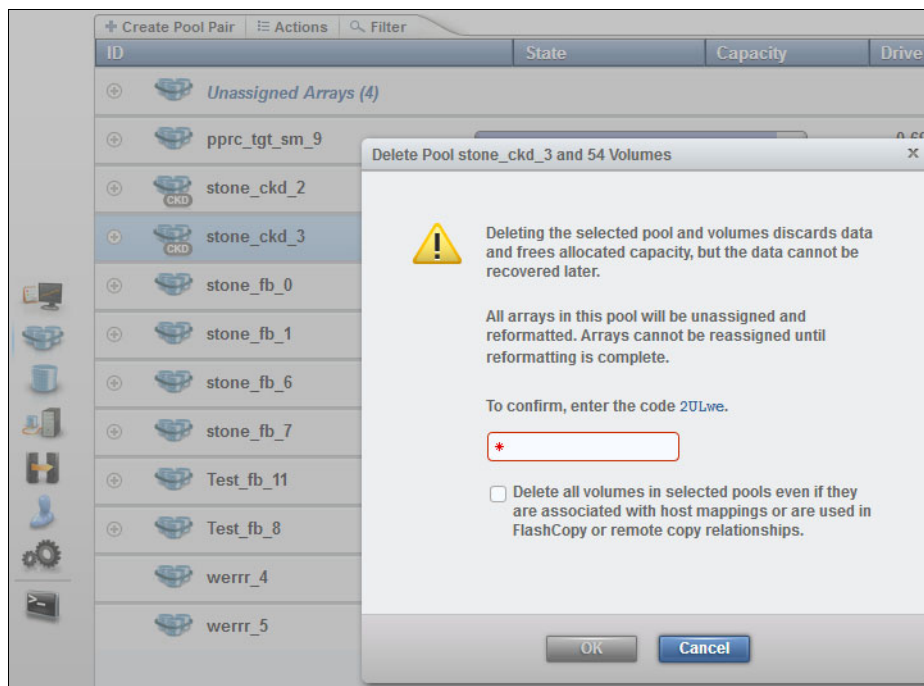 Create Pool Pair Actions Filter
ID State Capacity Drive
Unassigned Arrays (4)
pprc_tgt_sm_9
CKD stone_ckd_2
CKD stone_ckd_3
stone_fb_0
stone_fb_1
stone_fb_6
stone_fb_7
Test_fb_11
Test_fb_8
werrr_4
werrr_5
Delete Pool stone_ckd_3 and 54 Volumes x
Deleting the selected pool and volumes discards data
and frees allocated capacity, but the data cannot be
recovered later.
All arrays in this pool will be unassigned and
reformatted. Arrays cannot be reassigned until
reformatting is complete.
To confirm, enter the code 2ULwe.
*
Delete all volumes in selected pools even if they
are associated with host mappings or are used in
FlashCopy or remote copy relationships.
OK Cancel